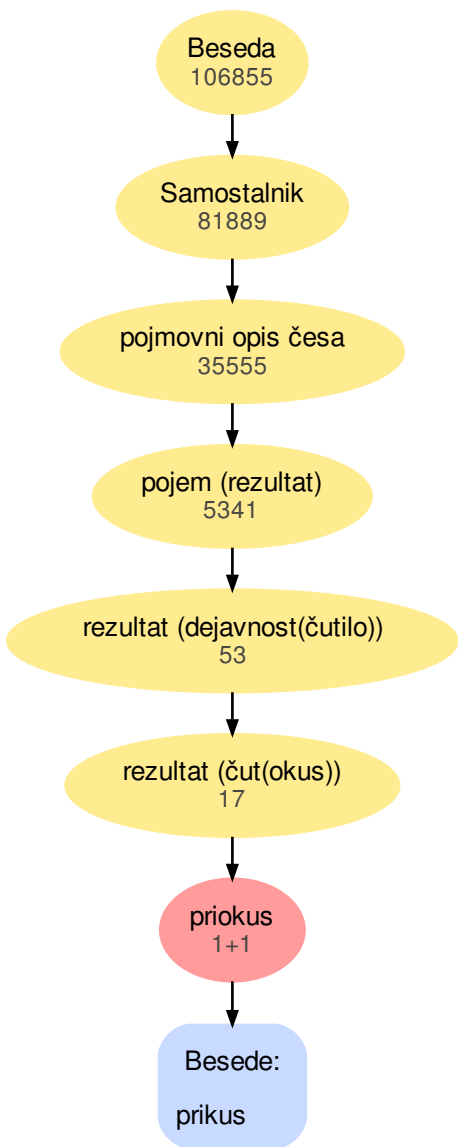 Beseda
106855
Samostalnik
81889
pojmovni opis česa
35555
pojem (rezultat)
5341
rezultat (dejavnost(čutilo))
53
rezultat (čut(okus))
17
priokus
1+1
Besede:
prikus